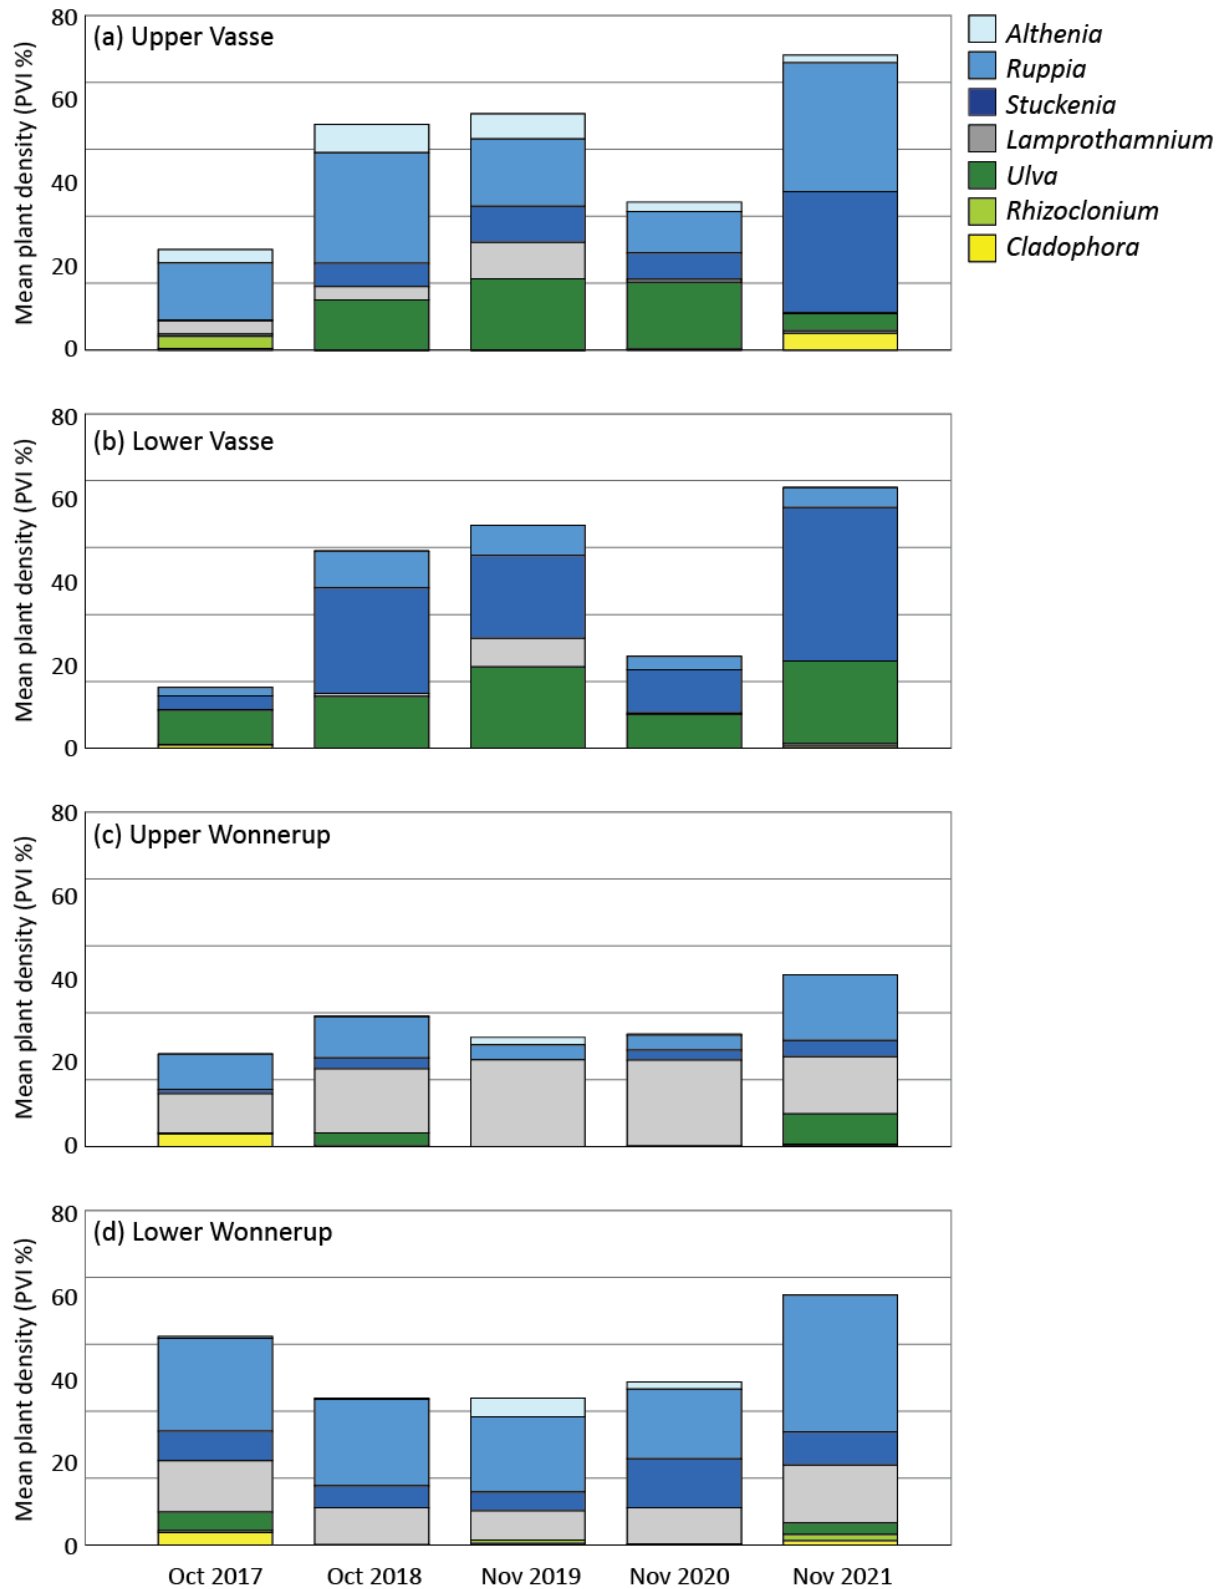 80
(a) Upper Vasse
60
40
20
0
Mean plant density (PVI %)
Althenia
Ruppia
Stuckenia
Lamprothamnium
Ulva
Rhizoclonium
Cladophora
80
(b) Lower Vasse
60
40
20
0
Mean plant density (PVI %)
80
(c) Upper Wonnerup
60
40
20
0
Mean plant density (PVI %)
80
(d) Lower Wonnerup
60
40
20
0
Mean plant density (PVI %)
Oct 2017 Oct 2018 Nov 2019 Nov 2020 Nov 2021